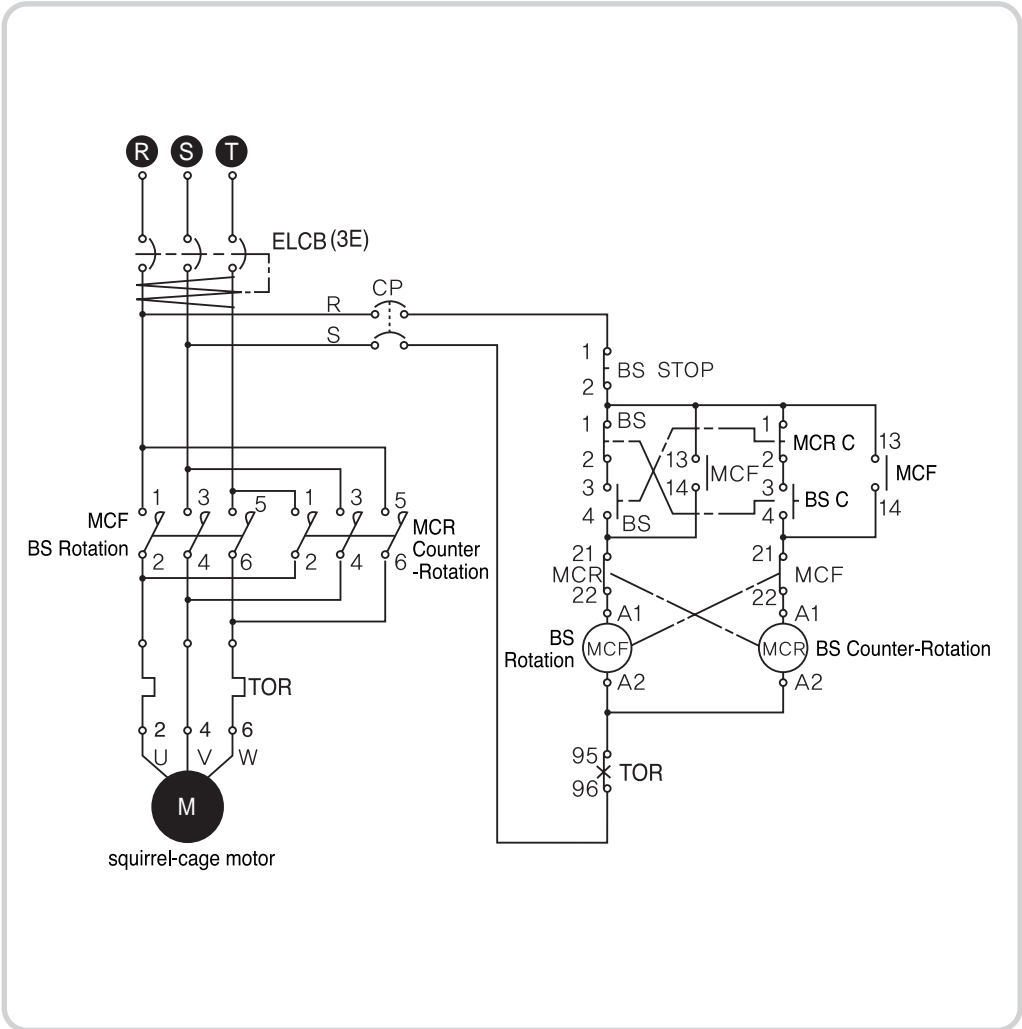 R S T
ELCB (3E)
CP
R
S
1
BS STOP
2
1 BS
2
3
4 BS
13
MCF
14
1
MCR C
2
3
BS C
4
13
MCF
14
1 3 5
MCF
BS Rotation
2 4 6
1 3 5
MCR
Counter
-Rotation
2 4 6
21
MCR
22
21
MCF
22
A1
BS
Rotation
MCF
A2
A1
MCR
BS Counter-Rotation
A2
TOR
2 4 6
U V W
M
squirrel-cage motor
95
TOR
96